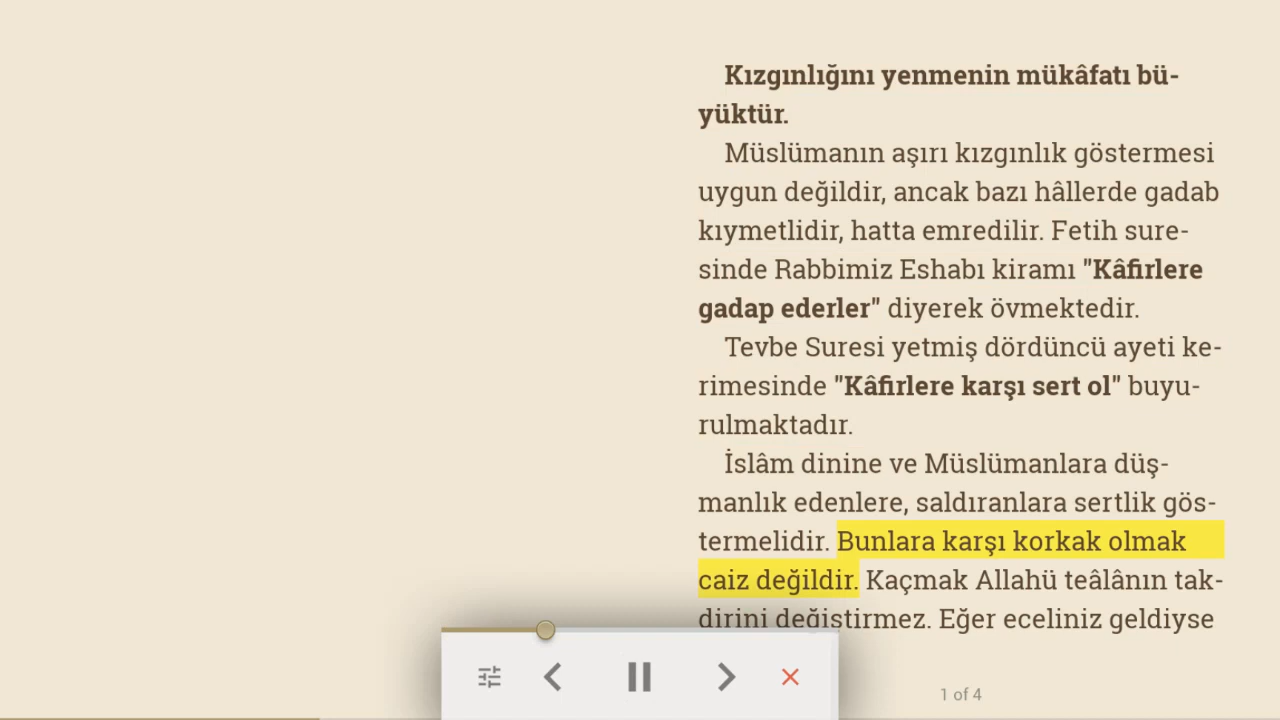 Kızgınlığını yenmenin mükâfatı bü-
yüktür.
Müslümanın aşırı kızgınlık göstermesi
uygun değildir, ancak bazı hâllerde gadab
kıymetlidir, hatta emredilir. Fetih sure-
sinde Rabbimiz Eshabı kiramı "Kâfirlere
gadap ederler" diyerek övmektedir.
Tevbe Suresi yetmiş dördüncü ayeti ke-
rimesinde "Kâfirlere karşı sert ol" buyu-
rulmaktadır.
İslâm dinine ve Müslümanlara düş-
manlık edenlere, saldıranlara sertlik gös-
termelidir. Bunlara karşı korkak olmak
caiz değildir. Kaçmak Allahü teâlânın tak-
dirini değiştirmez. Eğer eceliniz geldiyse
1 of 4